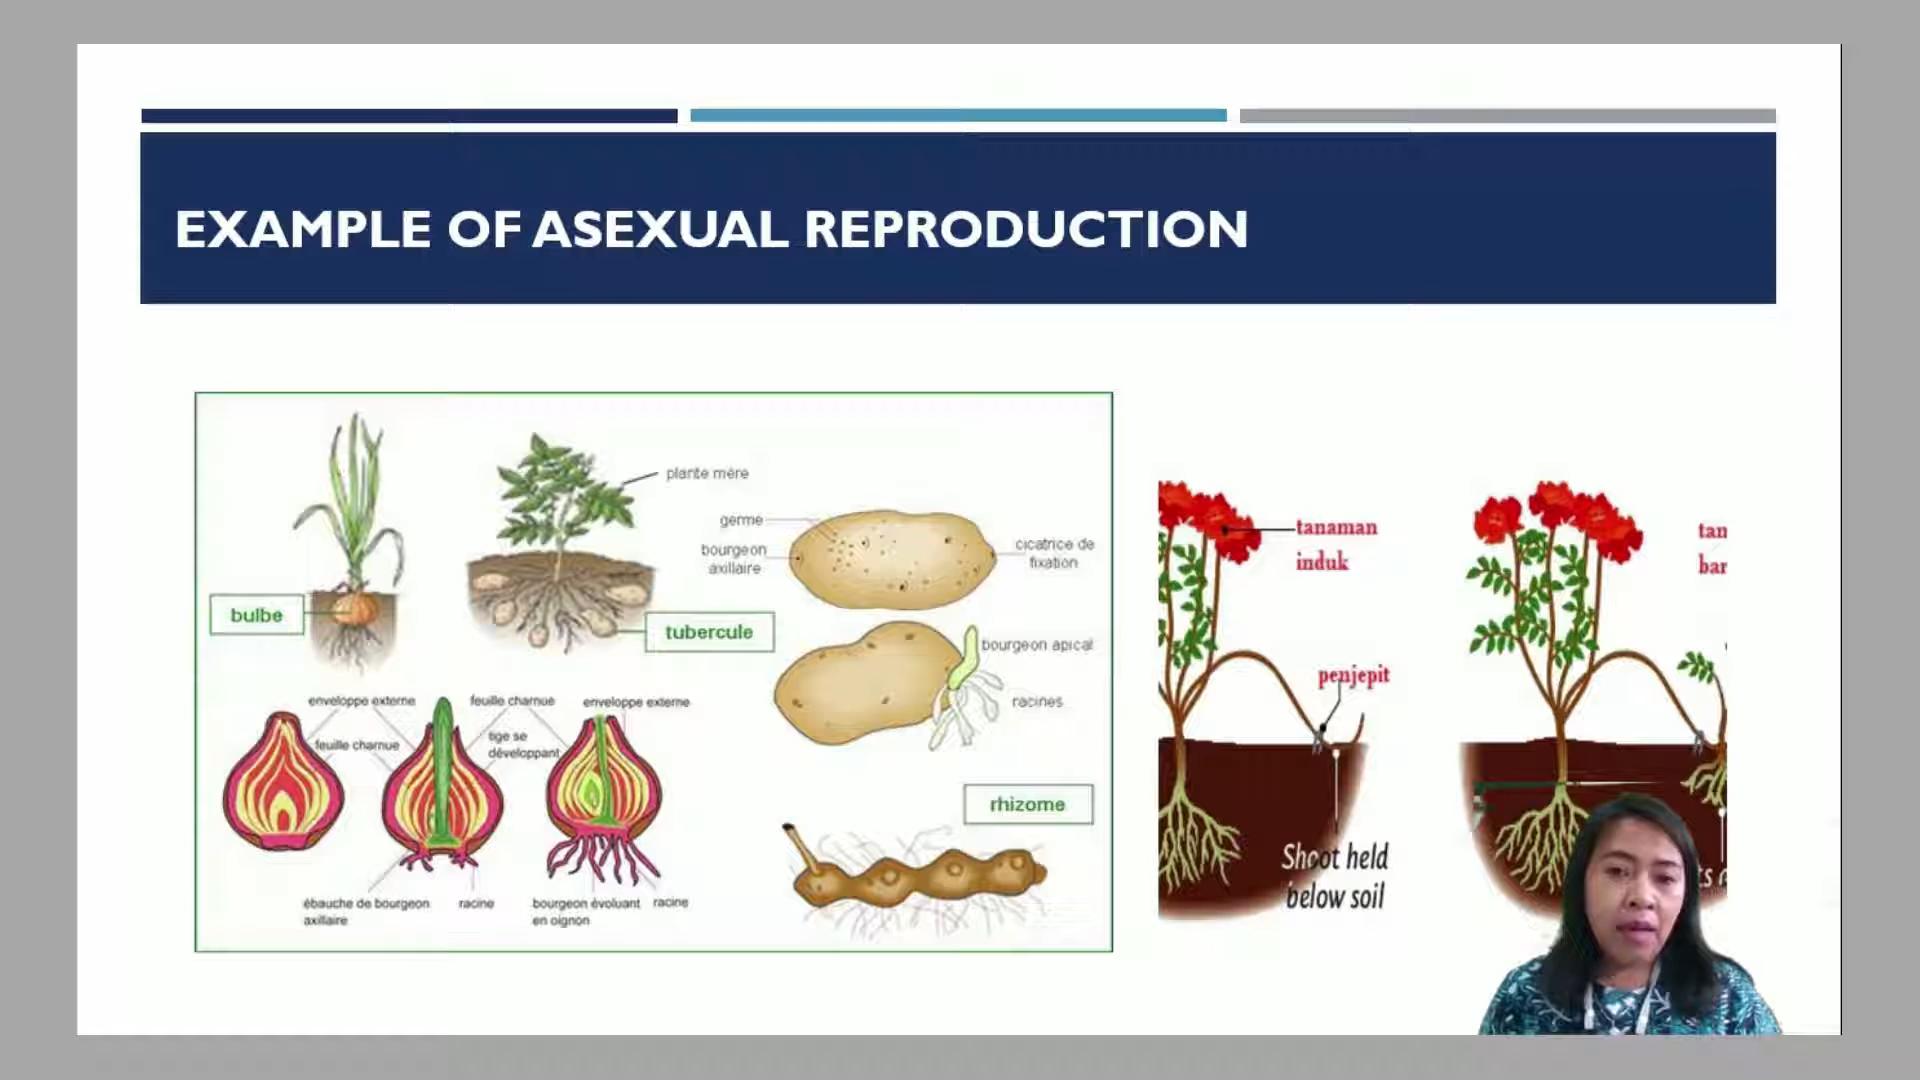 EXAMPLE OF ASEXUAL REPRODUCTION
plante mère
germe
bourgeon
axillaire
cicatrice de
fixation
bulbe
tubercule
bourgeon apical
racines
enveloppe externe
feuille charnue
enveloppe externe
feuille charnue
tige se
développant
rhizome
ébauche de bourgeon
axillaire
racine
bourgeon évoluant
en oignon
racine
tanaman
induk
penjepit
Shoot held
below soil
tan
bar